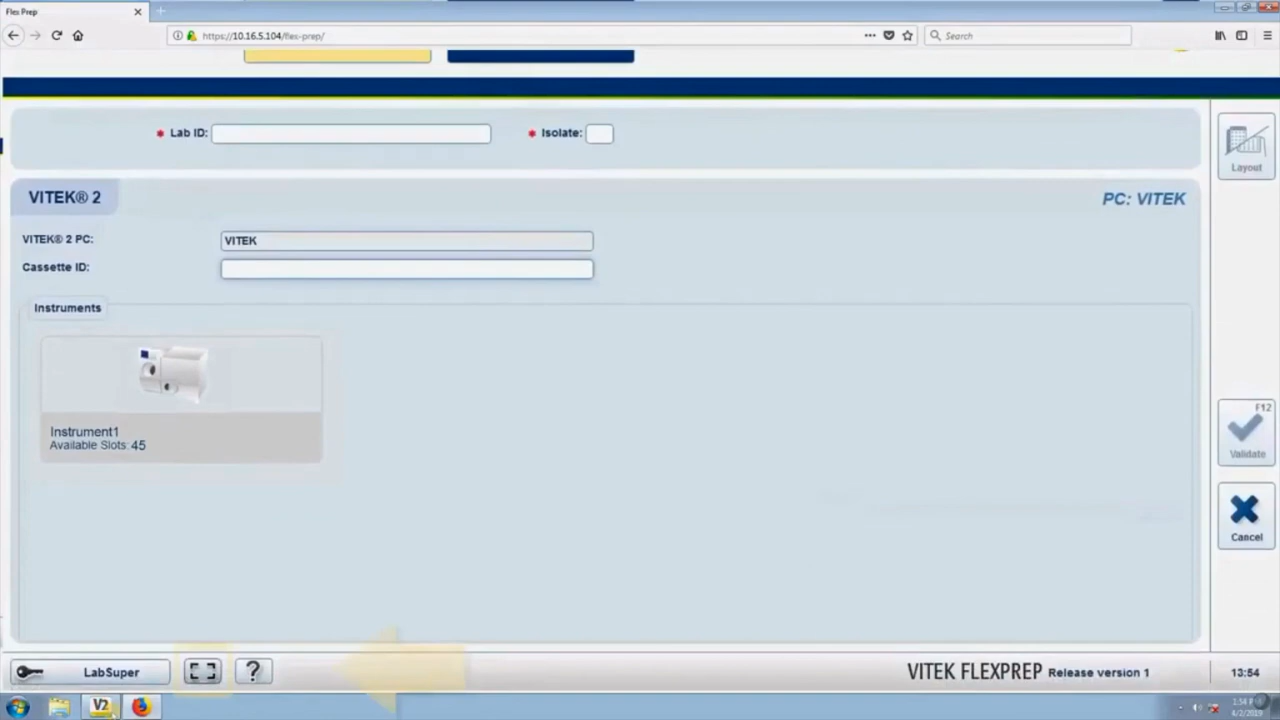 Flex Prep
https://10.16.5.104/flex-prep/
Search
* Lab ID:
* Isolate:
Layout
VITEK® 2
PC: VITEK
VITEK® 2 PC:
VITEK
Cassette ID:
Instruments
Instrument1
Available Slots: 45
F12
Validate
Cancel
LabSuper
?
VITEK FLEXPREP Release version 1
13:54
V2